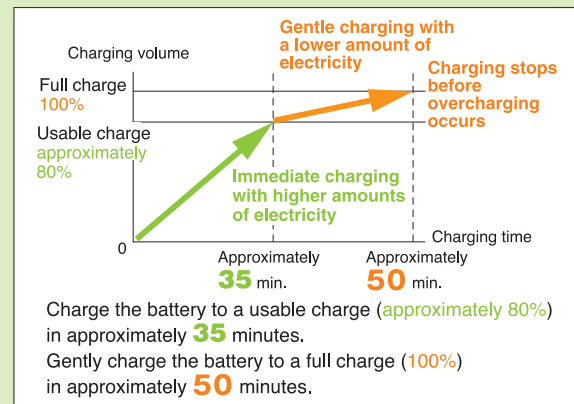 Gentle charging with
a lower amount of
electricity
Charging volume
Charging stops
before
overcharging
occurs
Full charge
100%
Usable charge
approximately
80%
Immediate charging
with higher amounts
of electricity
0
Charging time
Approximately
35 min.
Approximately
50 min.
Charge the battery to a usable charge (approximately 80%)
in approximately 35 minutes.
Gently charge the battery to a full charge (100%)
in approximately 50 minutes.